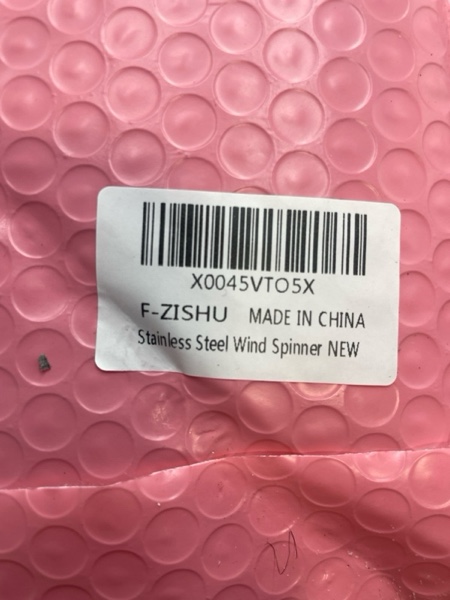 X0045VTO5X
F-ZISHU MADE IN CHINA
Stainless Steel Wind Spinner NEW